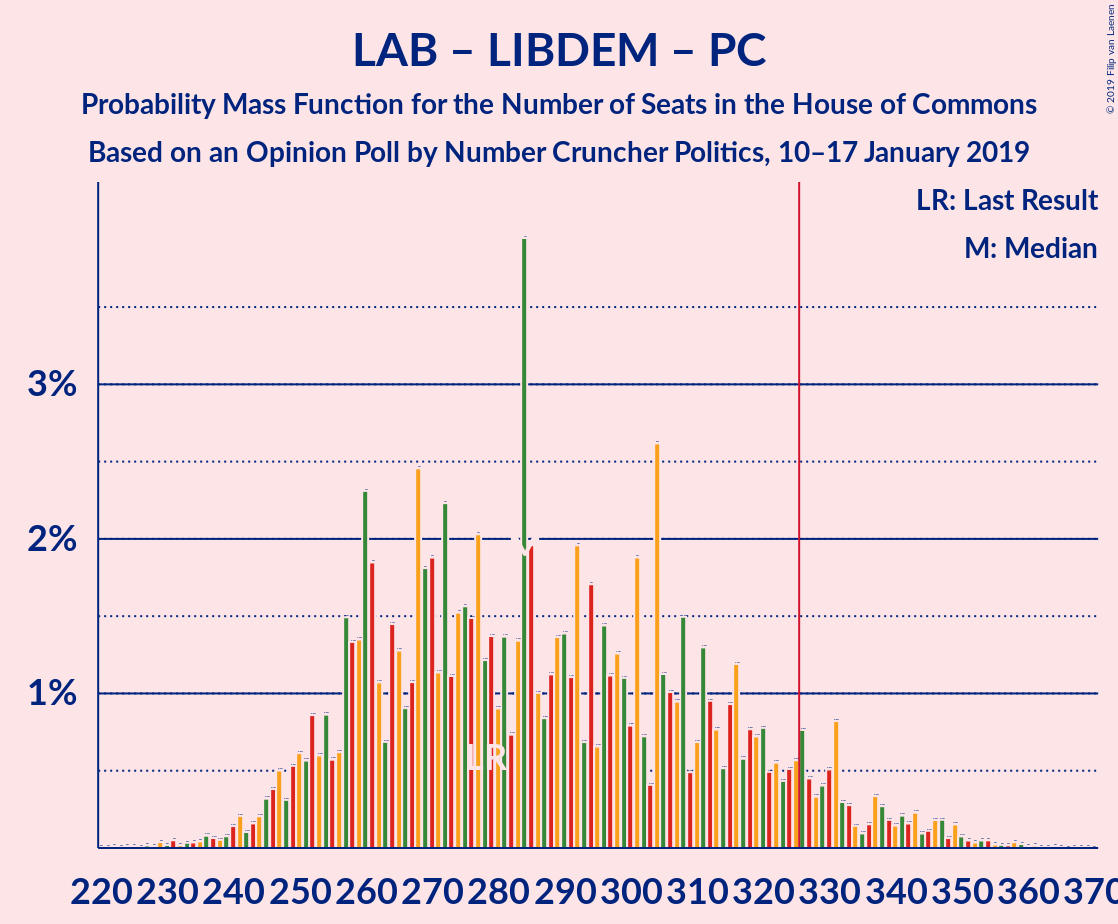 LAB – LIBDEM – PC
Probability Mass Function for the Number of Seats in the House of Commons
Based on an Opinion Poll by Number Cruncher Politics, 10–17 January 2019
© 2019 Filip van Laenen
LR: Last Result
M: Median
3%
2%
1%
M
LR
220 230 240 250 260 270 280 290 300 310 320 330 340 350 360 370